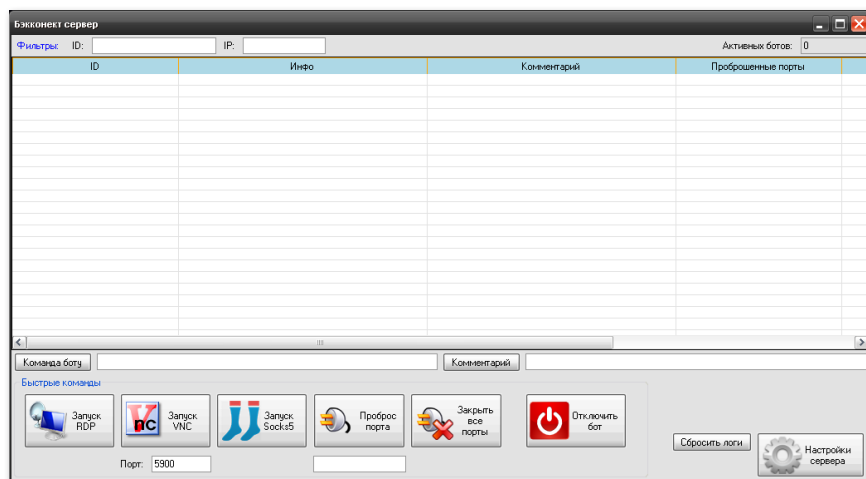 Бэкконект сервер
Фильтры: ID: IP: Активных ботов: 0
ID Инфо Комментарий Проброшенные порты
Команда боту Комментарий
Быстрые команды
Запуск RDP
Vnc Запуск VNC
Запуск Socks5
Проброс порта
Закрыть все порты
Отключить бот
Порт: 5900
Сбросить логи
Настройки сервера